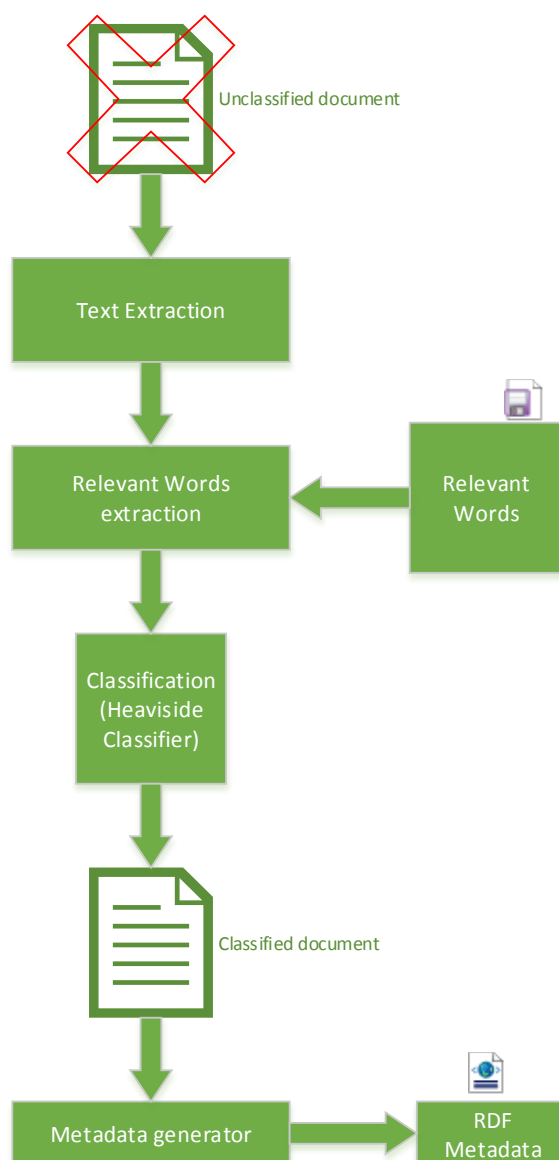 Unclassified document
Text Extraction
Relevant Words
extraction
Relevant
Words
Classification
(Heaviside
Classifier)
Classified document
Metadata generator
RDF
Metadata